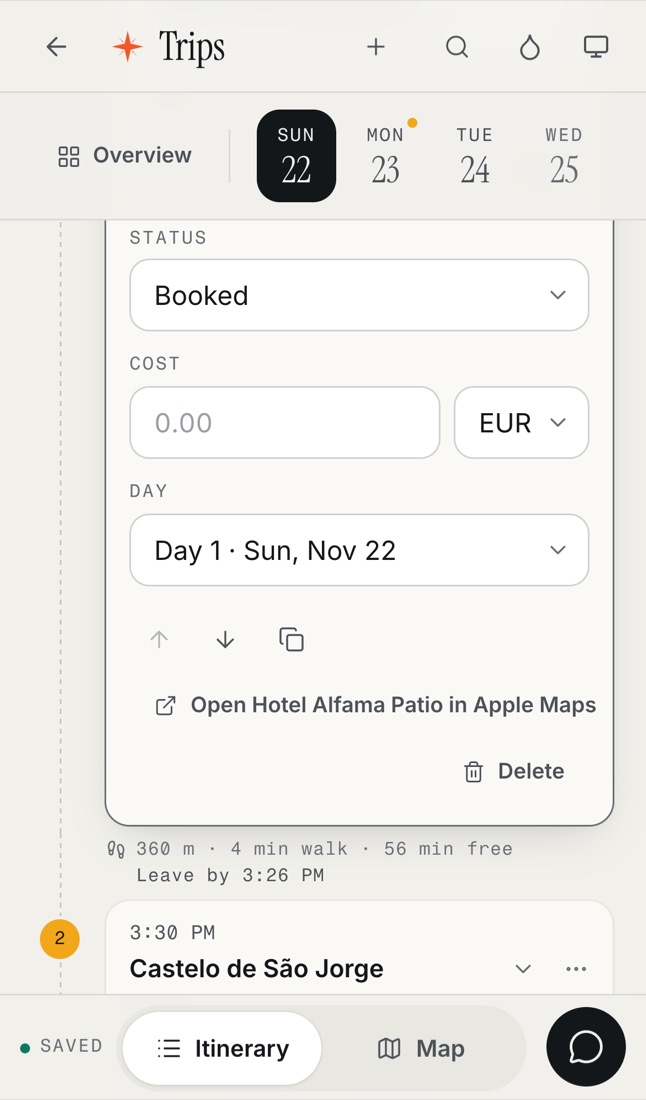 Trips
Overview
SUN
22
MON
23
TUE
24
WED
25
STATUS
Booked
COST
0.00
EUR
DAY
Day 1 · Sun, Nov 22
Open Hotel Alfama Patio in Apple Maps
Delete
360 m · 4 min walk · 56 min free
Leave by 3:26 PM
2
3:30 PM
Castelo de São Jorge
SAVED
Itinerary
Map